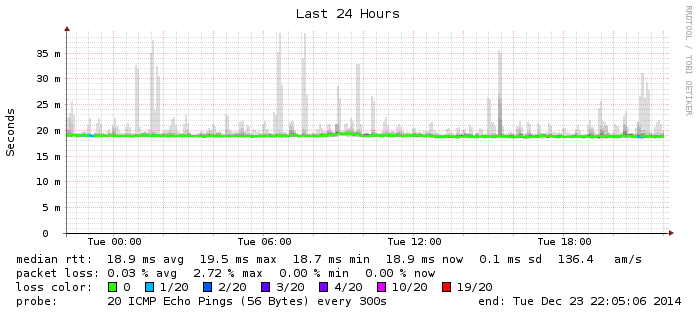 Last 24 Hours
RRDTOOL / TOBI OETIKER
Seconds
35 m
30 m
25 m
20 m
15 m
10 m
5 m
0
Tue 00:00 Tue 06:00 Tue 12:00 Tue 18:00
median rtt: 18.9 ms avg 19.5 ms max 18.7 ms min 18.9 ms now 0.1 ms sd 136.4 am/s
packet loss: 0.03 % avg 2.72 % max 0.00 % min 0.00 % now
loss color: 0 1/20 2/20 3/20 4/20 10/20 19/20
probe: 20 ICMP Echo Pings (56 Bytes) every 300s end: Tue Dec 23 22:05:06 2014